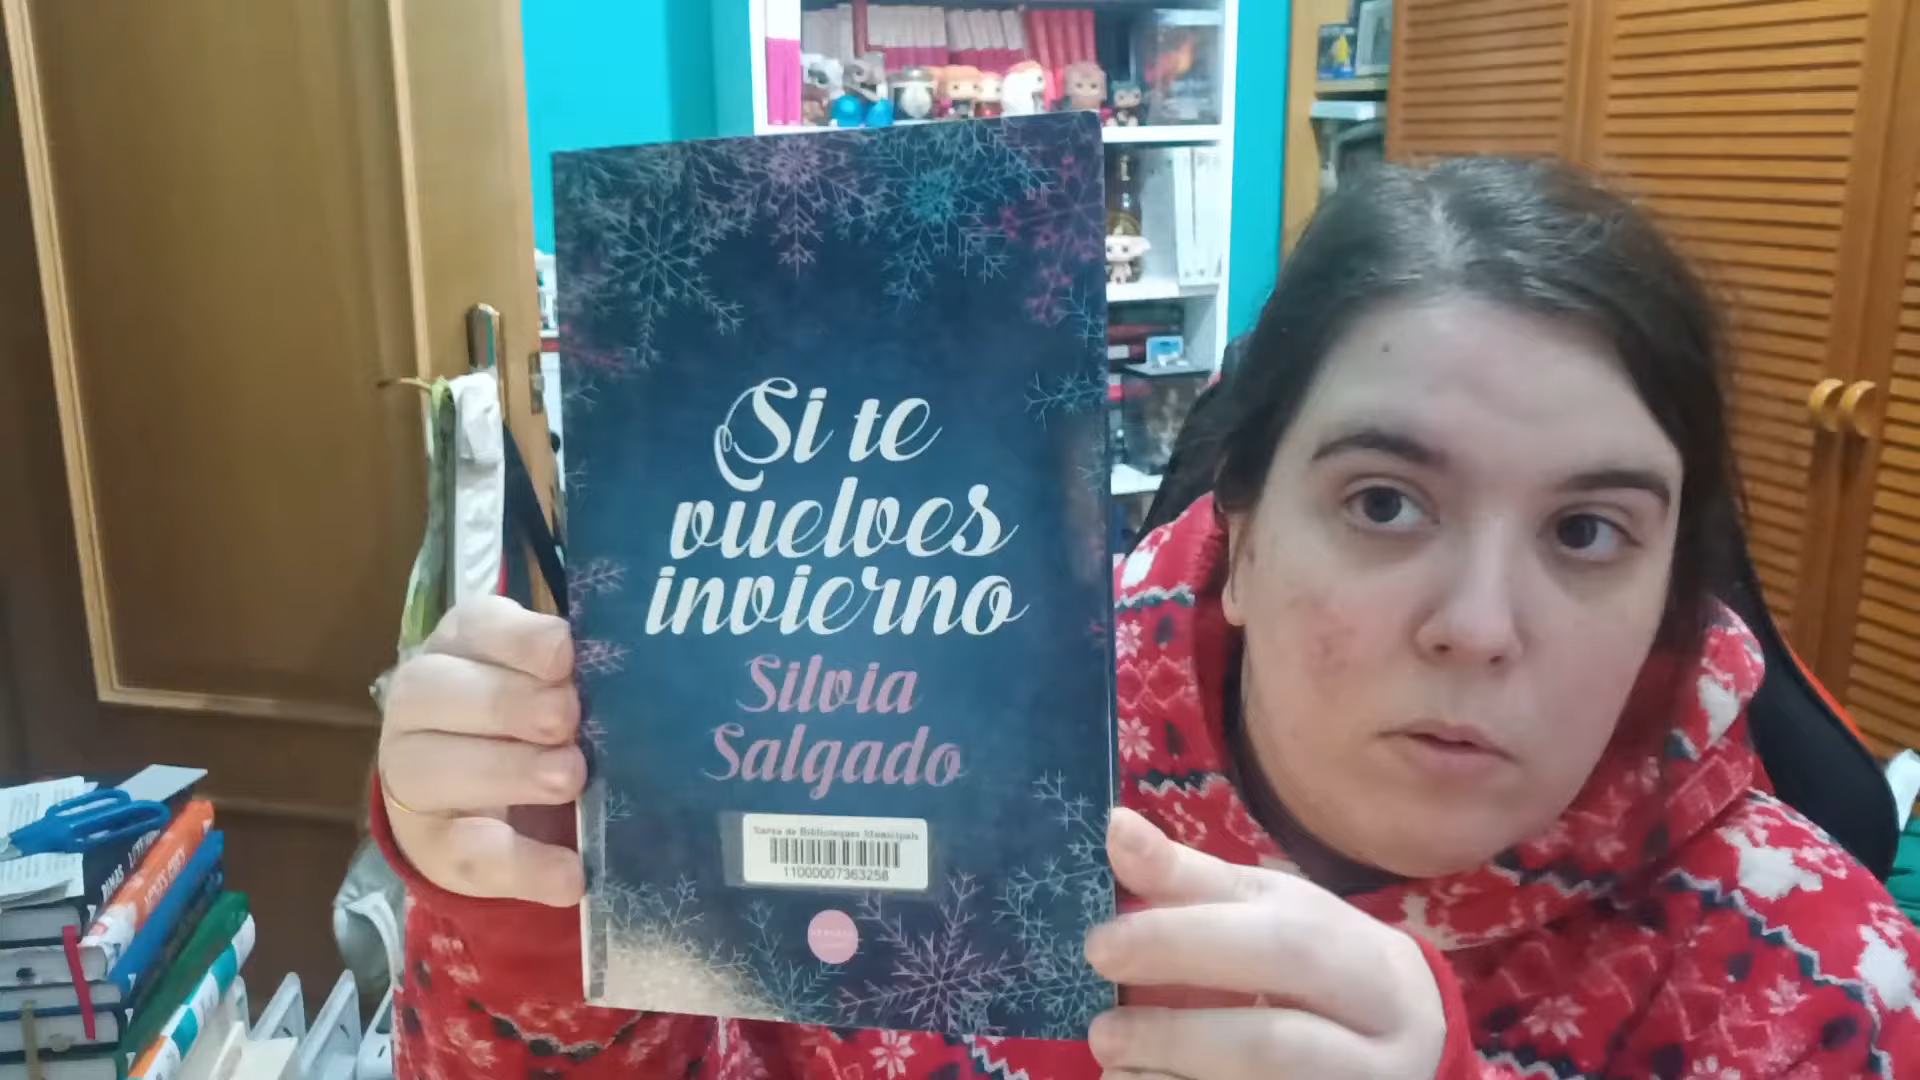 Si te
vuelves
invierno
Silvia
Salgado
Xarxa de Biblioteques Municipals
11000007363258